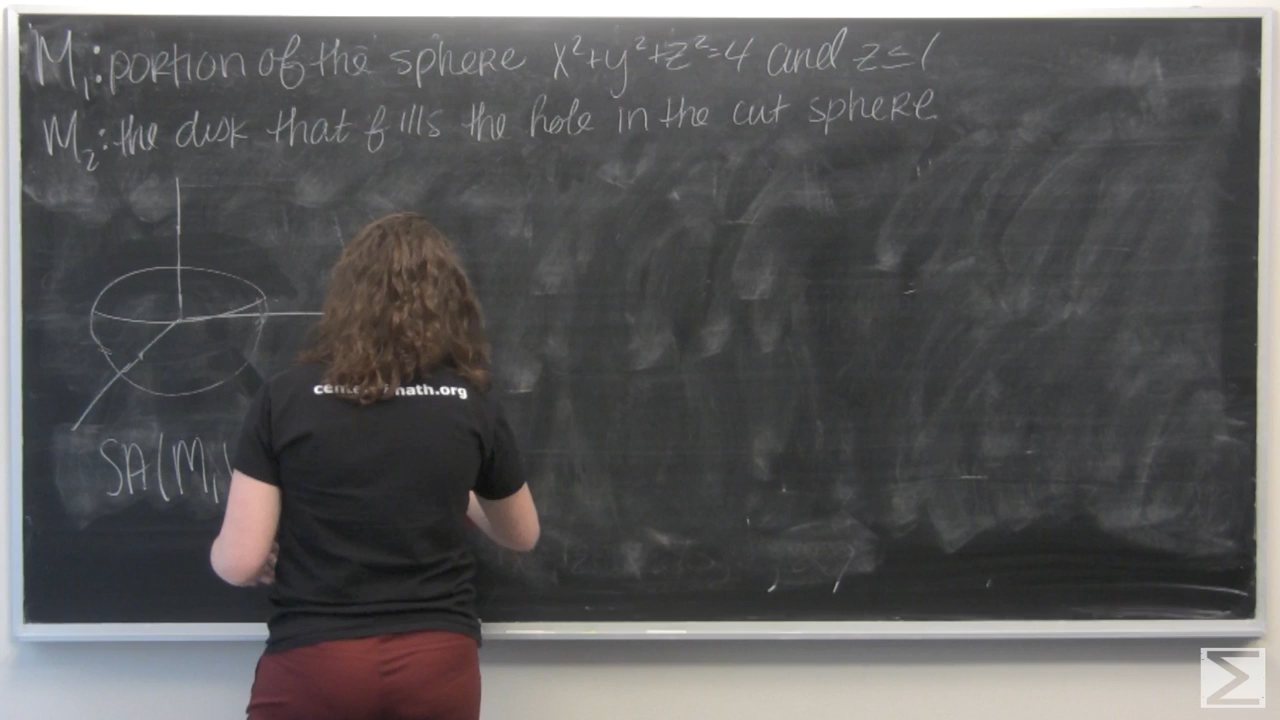 M₁: portion of the sphere x²+y²+z²=4 and z≤1
M₂: the disk that fills the hole in the cut sphere.
SA(M₁)
math.org
Σ